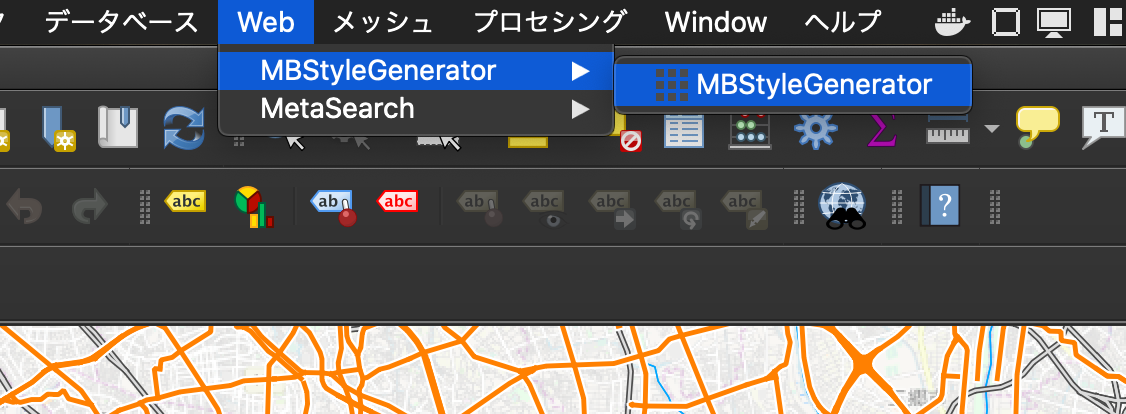 データベース Web メッシュ プロセシング Window ヘルプ
MBStyleGenerator MBStyleGenerator
MetaSearch
T
abc ab abc ab abc abc abc abc ?